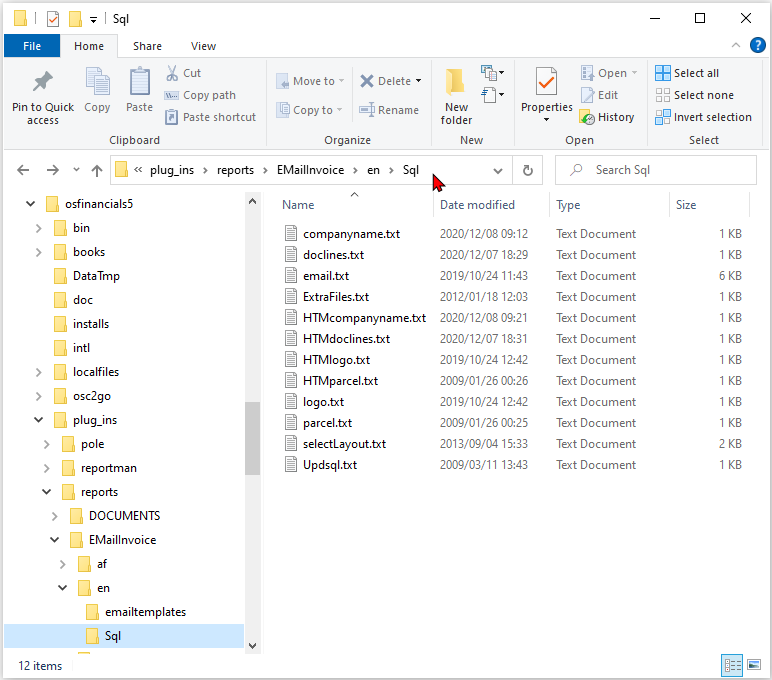 Sql
File Home Share View
Pin to Quick access
Copy
Paste
Cut
Copy path
Paste shortcut
Clipboard
Move to
Copy to
Delete
Rename
Organize
New folder
New
Properties
Open
Edit
History
Open
Select all
Select none
Invert selection
Select
« plug_ins > reports > EMailInvoice > en > Sql
Search Sql
osfinancials5
bin
books
DataTmp
doc
installs
intl
localfiles
osc2go
plug_ins
pole
reportman
reports
DOCUMENTS
EMailInvoice
af
en
emailtemplates
Sql
Name Date modified Type Size
companyname.txt 2020/12/08 09:12 Text Document 1 KB
doclines.txt 2020/12/07 18:29 Text Document 1 KB
email.txt 2019/10/24 11:43 Text Document 6 KB
ExtraFiles.txt 2012/01/18 12:03 Text Document 1 KB
HTMcompanyname.txt 2020/12/08 09:21 Text Document 1 KB
HTMdoclines.txt 2020/12/07 18:31 Text Document 1 KB
HTMlogo.txt 2019/10/24 12:42 Text Document 1 KB
HTMparcel.txt 2009/01/26 00:26 Text Document 1 KB
logo.txt 2019/10/24 12:42 Text Document 1 KB
parcel.txt 2009/01/26 00:25 Text Document 1 KB
selectLayout.txt 2013/09/04 15:33 Text Document 2 KB
Updsql.txt 2009/03/11 13:43 Text Document 1 KB
12 items